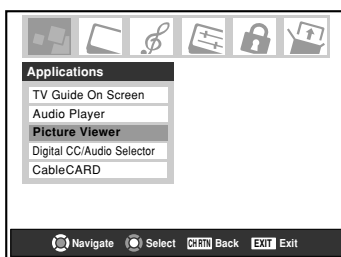 Applications
TV Guide On Screen
Audio Player
Picture Viewer
Digital CC/Audio Selector
CableCARD
Navigate Select CH RTN Back EXIT Exit